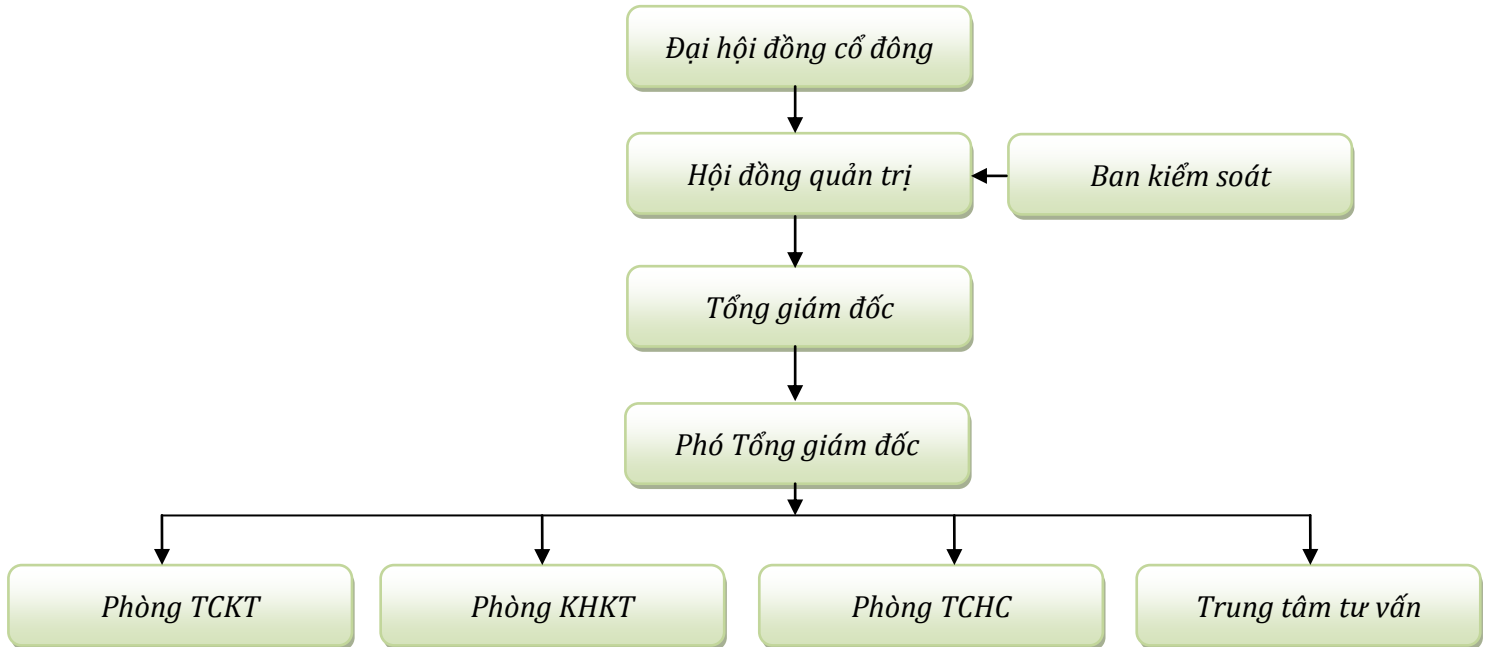 Đại hội đồng cổ đông
Hội đồng quản trị
Ban kiểm soát
Tổng giám đốc
Phó Tổng giám đốc
Phòng TCKT
Phòng KHKT
Phòng TCHC
Trung tâm tư vấn